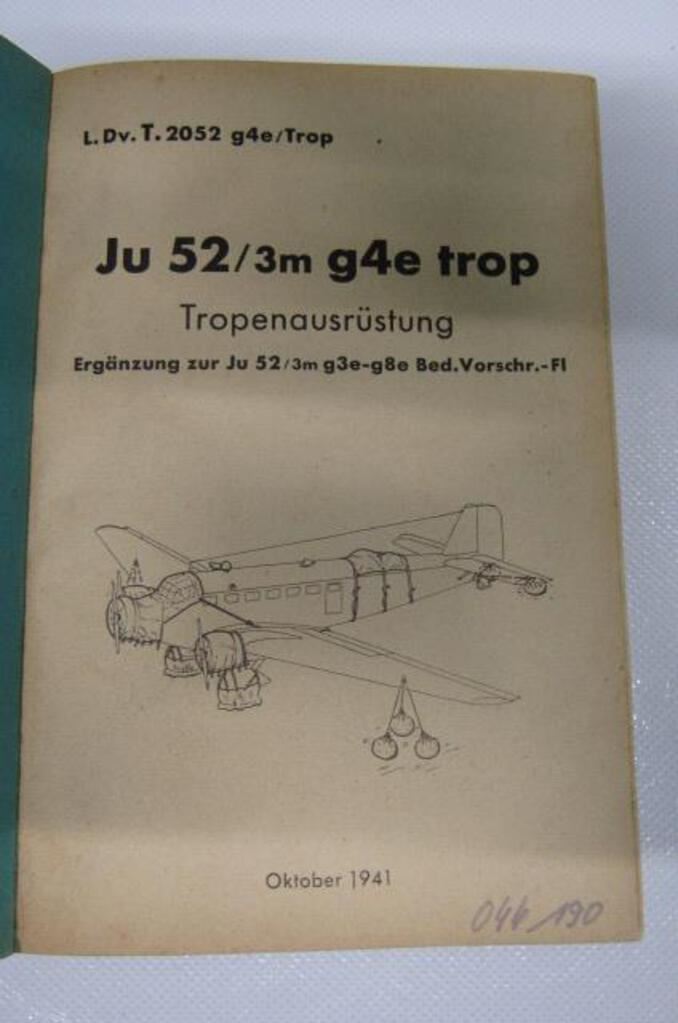 L.Dv.T.2052 g4e/Trop
Ju 52/3m g4e trop
Tropenausrüstung
Ergänzung zur Ju 52/3m g3e-g8e Bed.Vorschr.-Fl
Oktober 1941
044/190